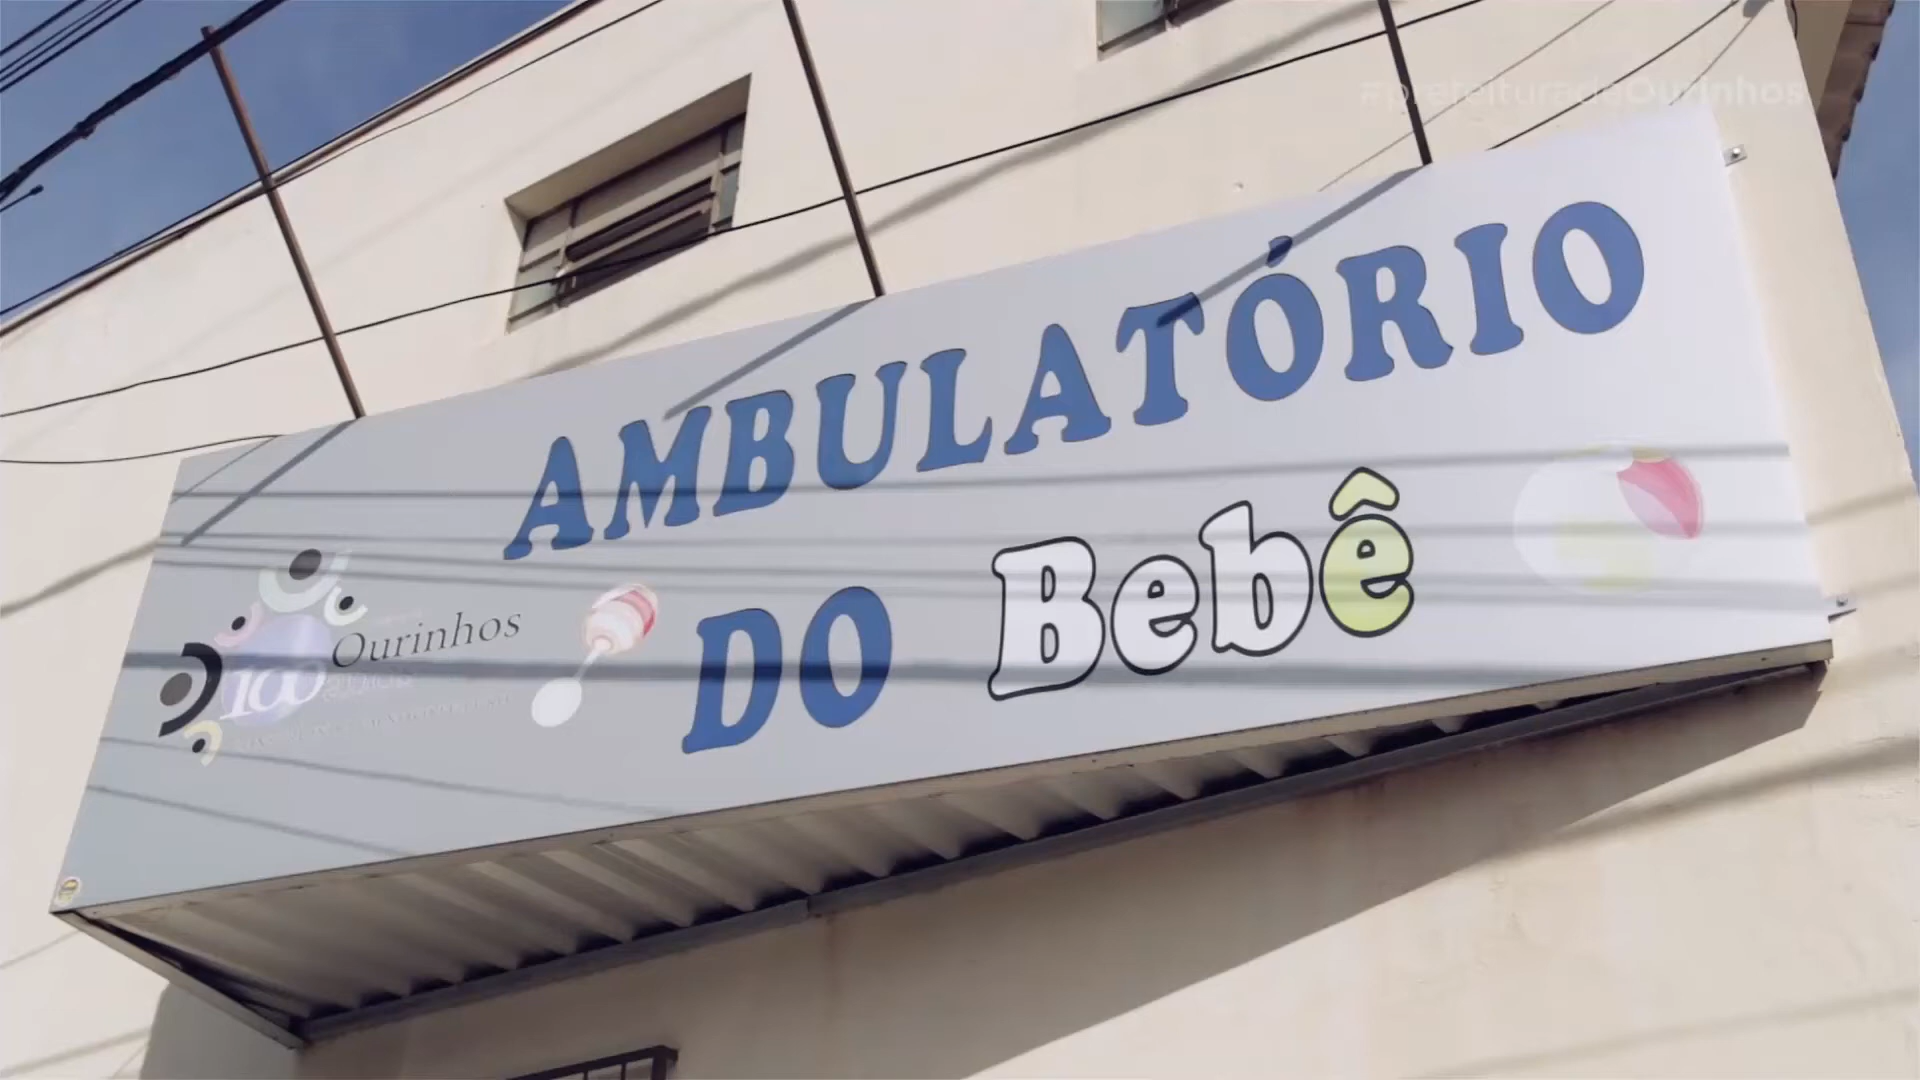 #prefeituradeOurinhos
AMBULATÓRIO
DO Bebê
Ourinhos
100